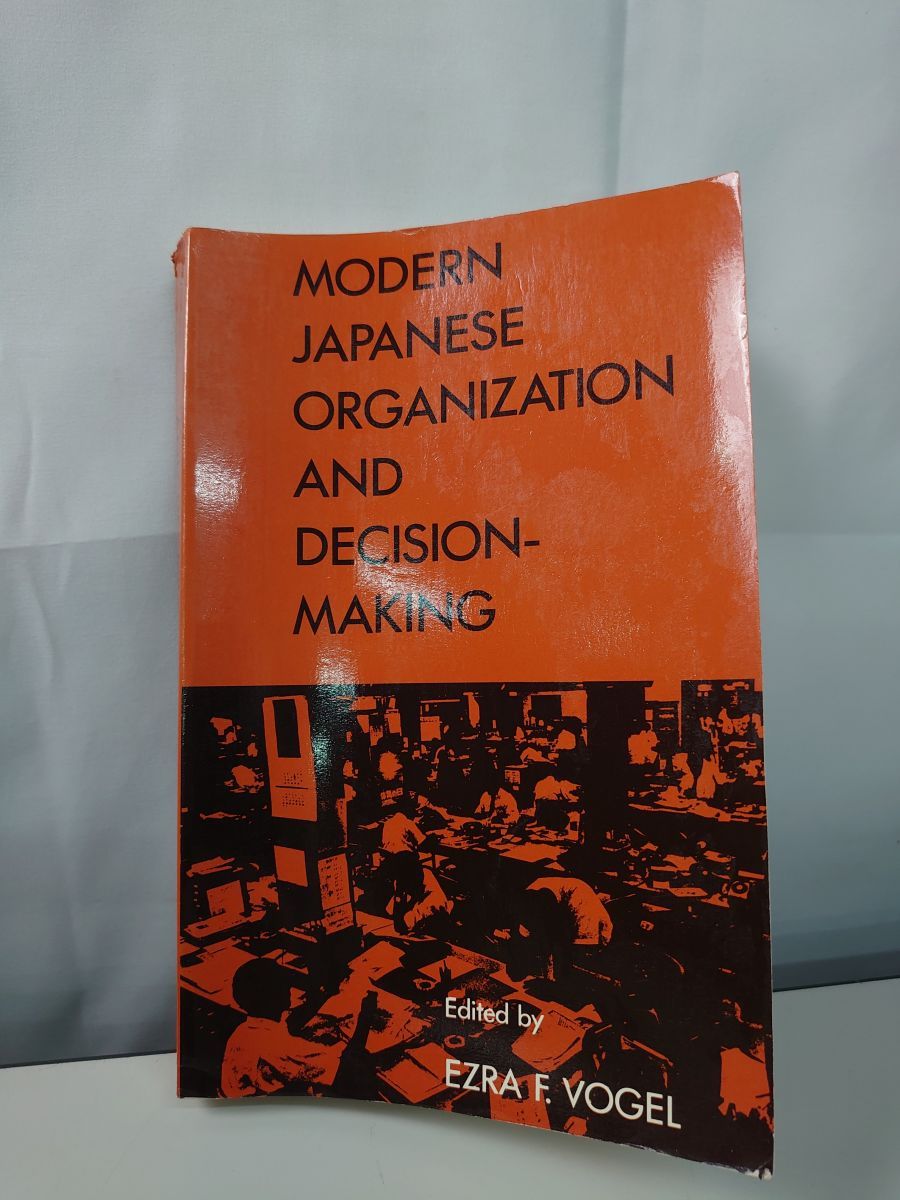 MODERN
JAPANESE
ORGANIZATION
AND
DECISION-
MAKING
Edited by
EZRA F. VOGEL